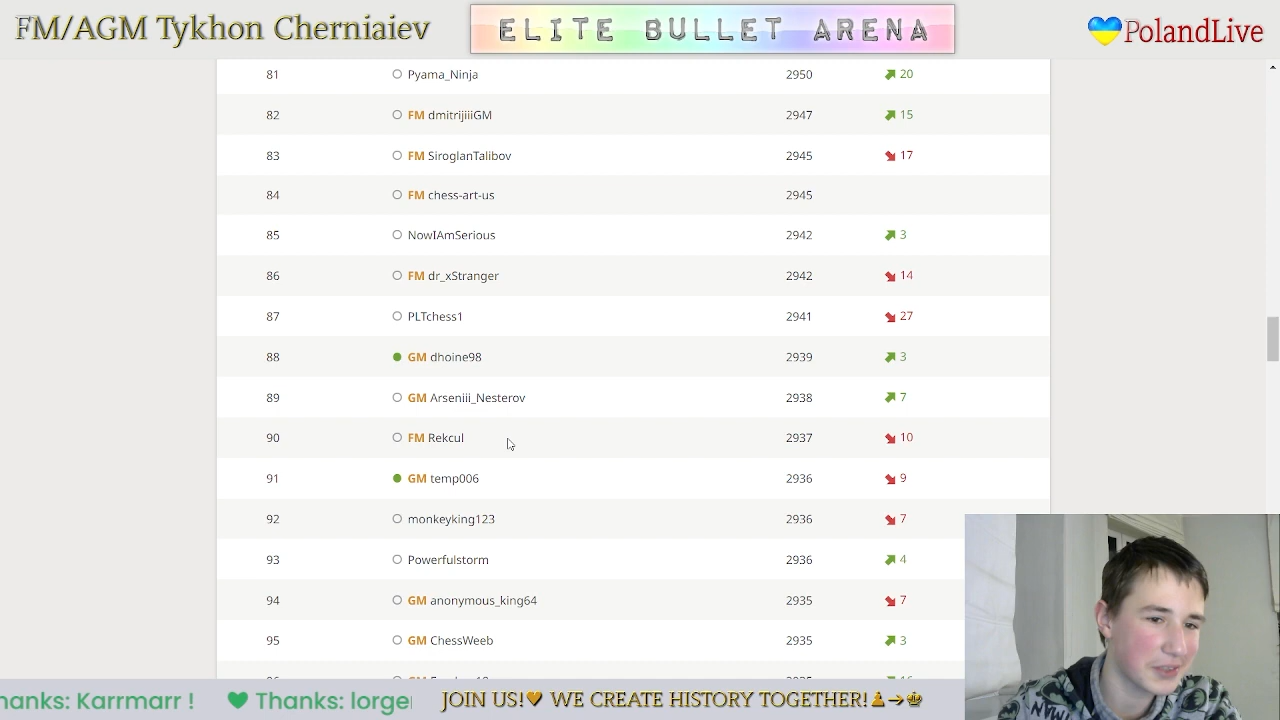 FM/AGM Tykhon Cherniaiev
ELITE BULLET ARENA
PolandLive
81 Pyama_Ninja 2950 20
82 FM dmitrijiiiGM 2947 15
83 FM SiroglanTalibov 2945 17
84 FM chess-art-us 2945
85 NowIAmSerious 2942 3
86 FM dr_xStranger 2942 14
87 PLTchess1 2941 27
88 GM dhoine98 2939 3
89 GM Arseniii_Nesterov 2938 7
90 FM Rekcul 2937 10
91 GM temp006 2936 9
92 monkeyking123 2936 7
93 Powerfulstorm 2936 4
94 GM anonymous_king64 2935 7
95 GM ChessWeeb 2935 3
hanks: Karrmarr ! Thanks: 
JOIN US!🧡 WE CREATE HISTORY TOGETHER!♟➔♚